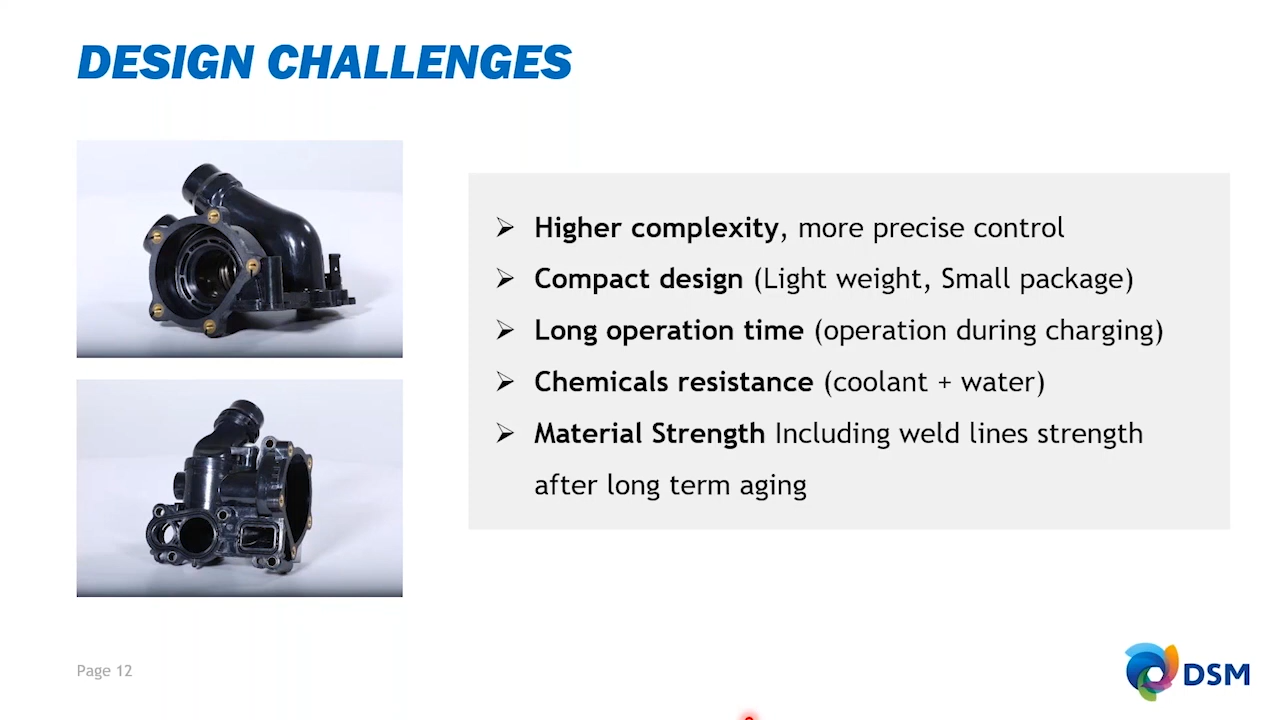 DESIGN CHALLENGES
Higher complexity, more precise control
Compact design (Light weight, Small package)
Long operation time (operation during charging)
Chemicals resistance (coolant + water)
Material Strength Including weld lines strength
after long term aging
Page 12
DSM